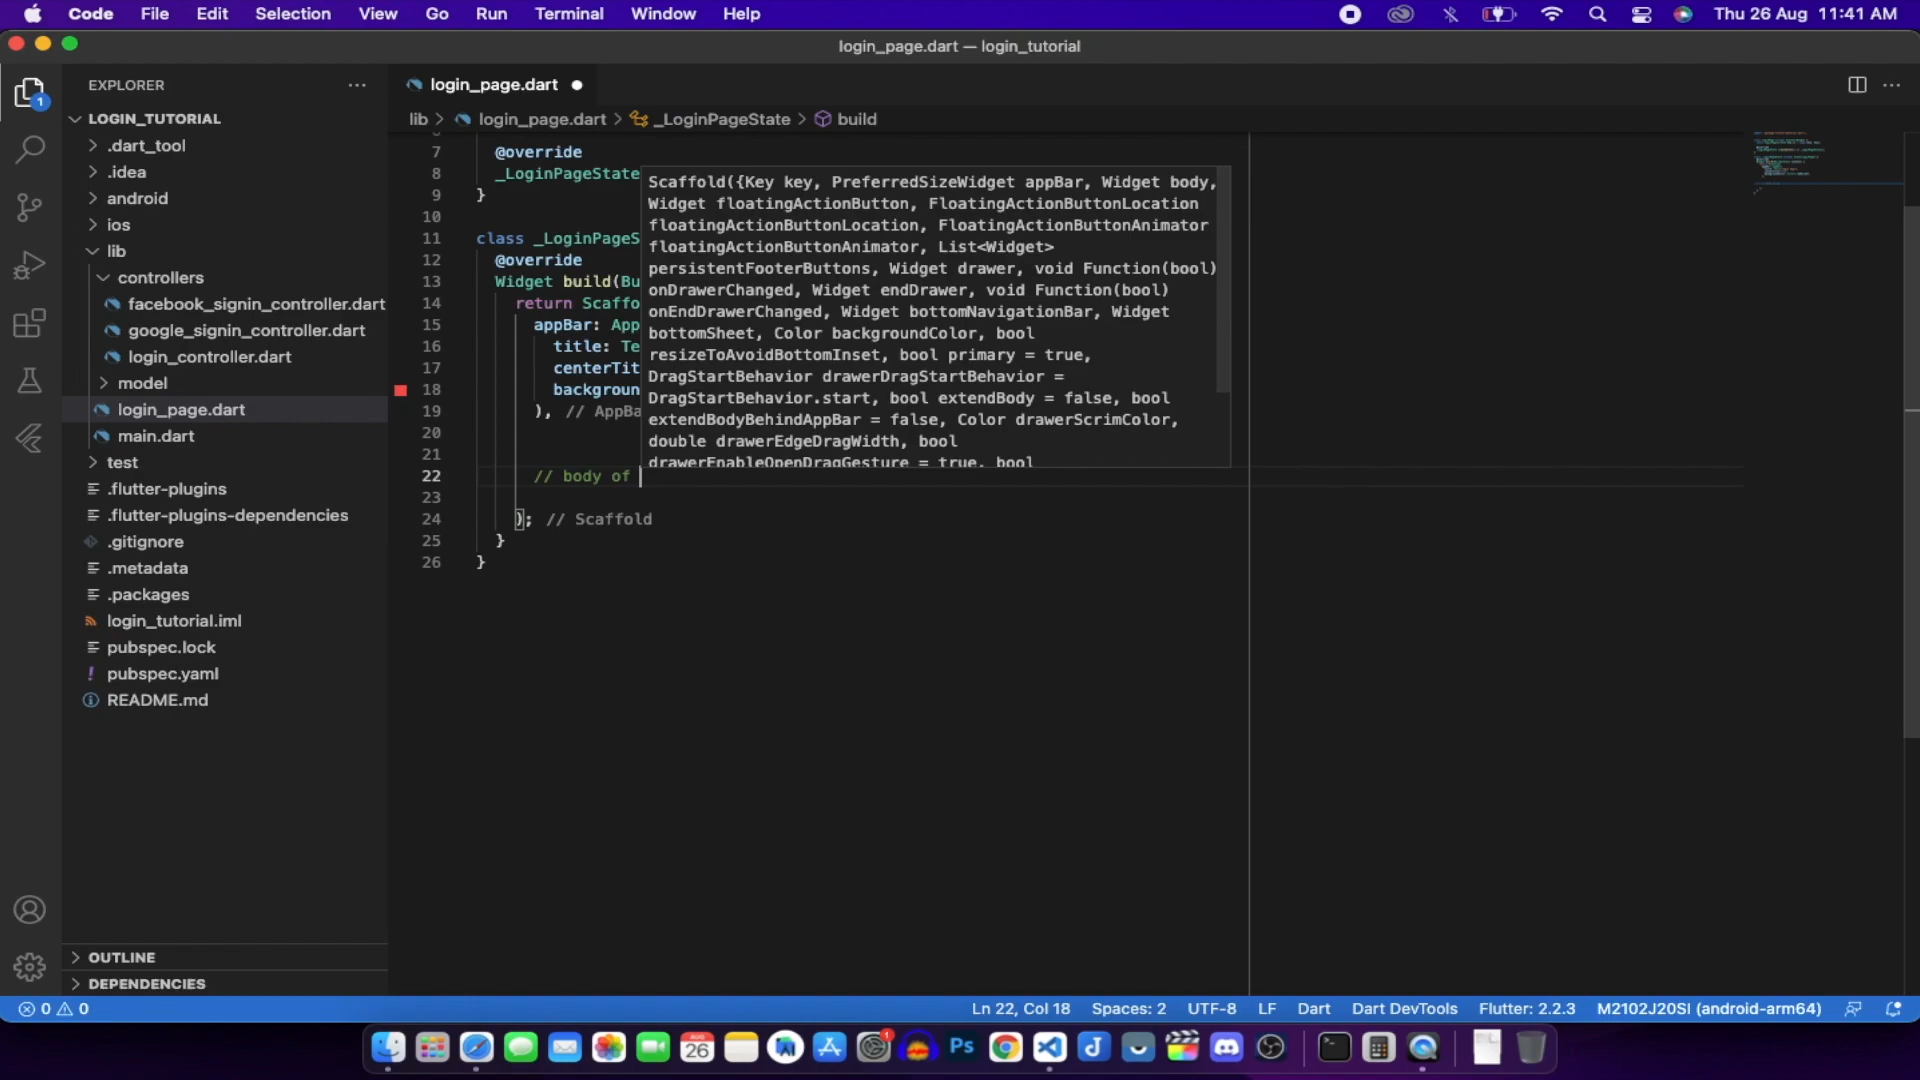 Code File Edit Selection View Go Run Terminal Window Help Thu 26 Aug 11:41 AM
login_page.dart — login_tutorial
EXPLORER
1
LOGIN_TUTORIAL
.dart_tool
.idea
android
ios
lib
controllers
facebook_signin_controller.dart
google_signin_controller.dart
login_controller.dart
model
login_page.dart
main.dart
test
.flutter-plugins
.flutter-plugins-dependencies
.gitignore
.metadata
.packages
login_tutorial.iml
pubspec.lock
! pubspec.yaml
README.md
OUTLINE
DEPENDENCIES
login_page.dart
lib > login_page.dart > _LoginPageState > build
7 @override
8 _LoginPageState
9 }
10
11 class _LoginPageS
12 @override
13 Widget build(Bu
14 return Scaffo
15 appBar: App
16 title: Te
17 centerTit
18 backgroun
19 ), // AppBa
20
21
22 // body of
23
24 ); // Scaffold
25 }
26 }
Scaffold({Key key, PreferredSizeWidget appBar, Widget body,
Widget floatingActionButton, FloatingActionButtonLocation
floatingActionButtonLocation, FloatingActionButtonAnimator
floatingActionButtonAnimator, List<Widget>
persistentFooterButtons, Widget drawer, void Function(bool)
onDrawerChanged, Widget endDrawer, void Function(bool)
onEndDrawerChanged, Widget bottomNavigationBar, Widget
bottomSheet, Color backgroundColor, bool
resizeToAvoidBottomInset, bool primary = true,
DragStartBehavior drawerDragStartBehavior =
DragStartBehavior.start, bool extendBody = false, bool
extendBodyBehindAppBar = false, Color drawerScrimColor,
double drawerEdgeDragWidth, bool
drawerEnableOpenDragGesture = true, bool
0 0 Ln 22, Col 18 Spaces: 2 UTF-8 LF Dart Dart DevTools Flutter: 2.2.3 M2102J20SI (android-arm64)
AUG
26
1
Ps